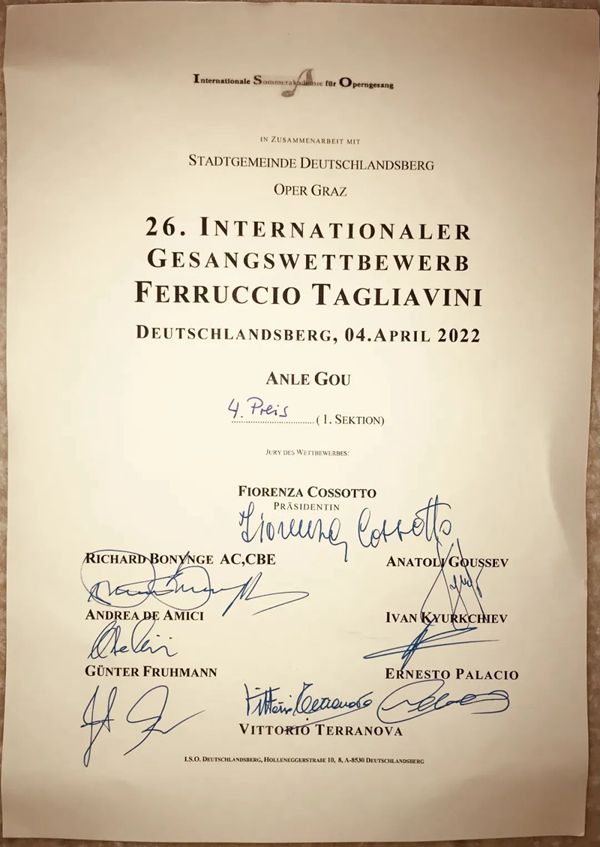 Internationale Sommerakademie für Operngesang
in Zusammenarbeit mit
Stadtgemeinde Deutschlandsberg
Oper Graz
26. Internationaler
Gesangswettbewerb
Ferruccio Tagliavini
Deutschlandsberg, 04.April 2022
Anle Gou
4. Preis (1. Sektion)
Jury des Wettbewerbes:
Fiorenza Cossotto
Präsidentin
Fiorenza Cossotto
Richard Bonynge AC,CBE Anatoli Goussev
Andrea de Amici Ivan Kyurkchiev
Günter Fruhmann Ernesto Palacio
Vittorio Terranova
Vittorio Terranova
I.S.O. Deutschlandsberg, Holleneggerstraße 10, 8, A-8530 Deutschlandsberg